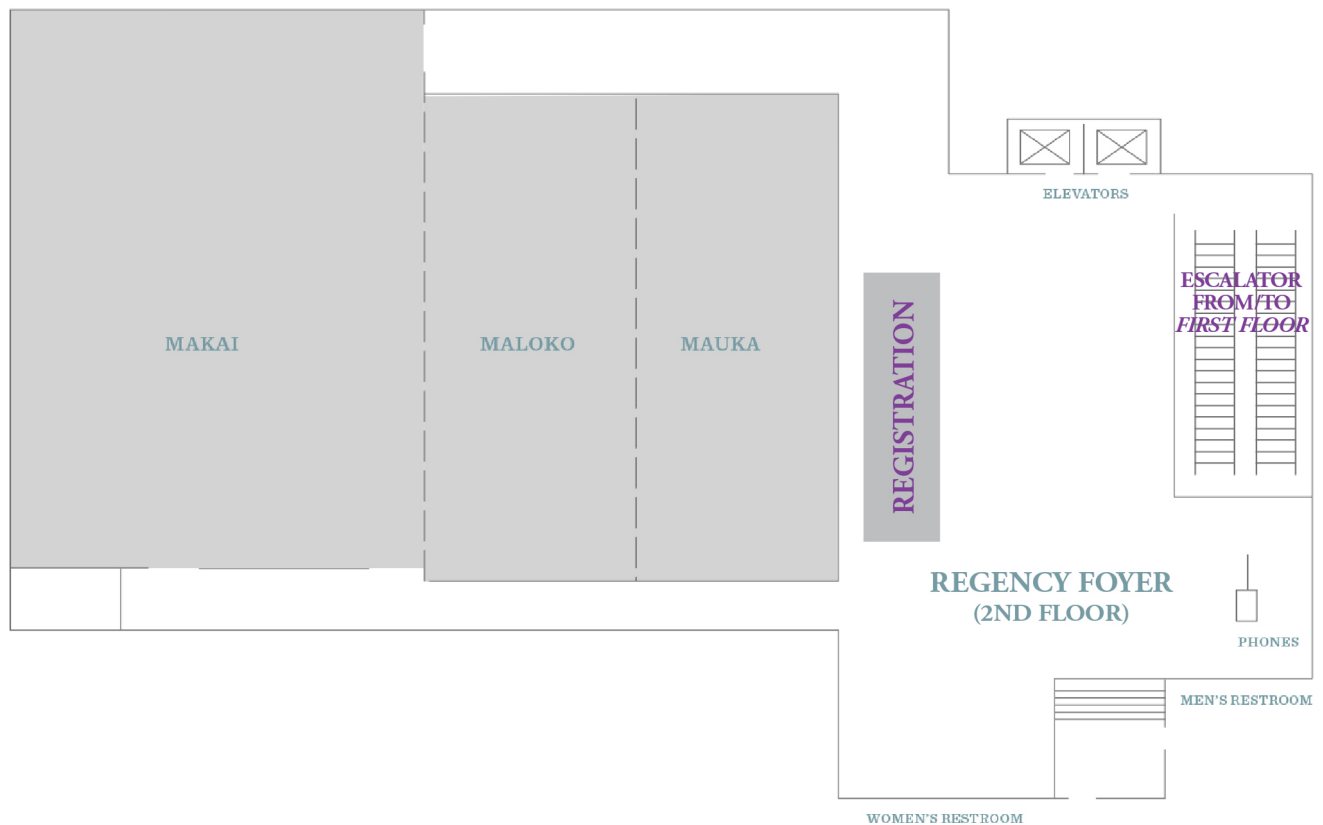 ELEVATORS
ESCALATOR
FROM/TO
FIRST FLOOR
MAKAI
MALOKO
MAUKA
REGISTRATION
REGENCY FOYER
(2ND FLOOR)
PHONES
MEN'S RESTROOM
WOMEN'S RESTROOM